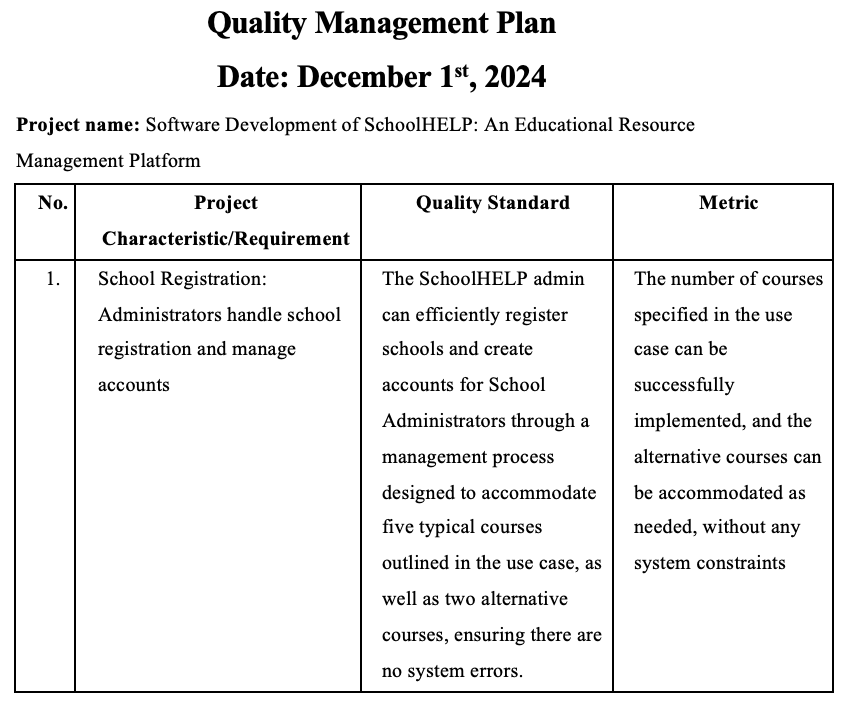 Quality Management Plan
Date: December 1st, 2024
Project name: Software Development of SchoolHELP: An Educational Resource
Management Platform
No.
Project
Characteristic/Requirement
Quality Standard
Metric
1.
School Registration:
Administrators handle school
registration and manage
accounts
The SchoolHELP admin
can efficiently register
schools and create
accounts for School
Administrators through a
management process
designed to accommodate
five typical courses
outlined in the use case, as
well as two alternative
courses, ensuring there are
no system errors.
The number of courses
specified in the use
case can be
successfully
implemented, and the
alternative courses can
be accommodated as
needed, without any
system constraints